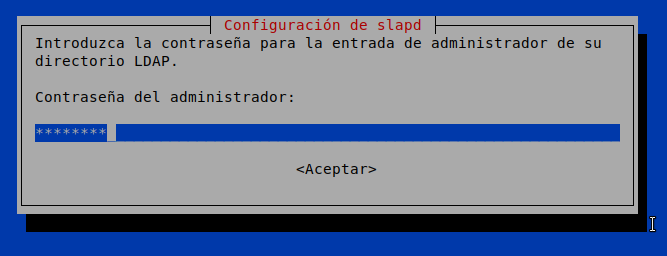 Configuración de slapd
Introduzca la contraseña para la entrada de administrador de su
directorio LDAP.
Contraseña del administrador:
********
<Aceptar>